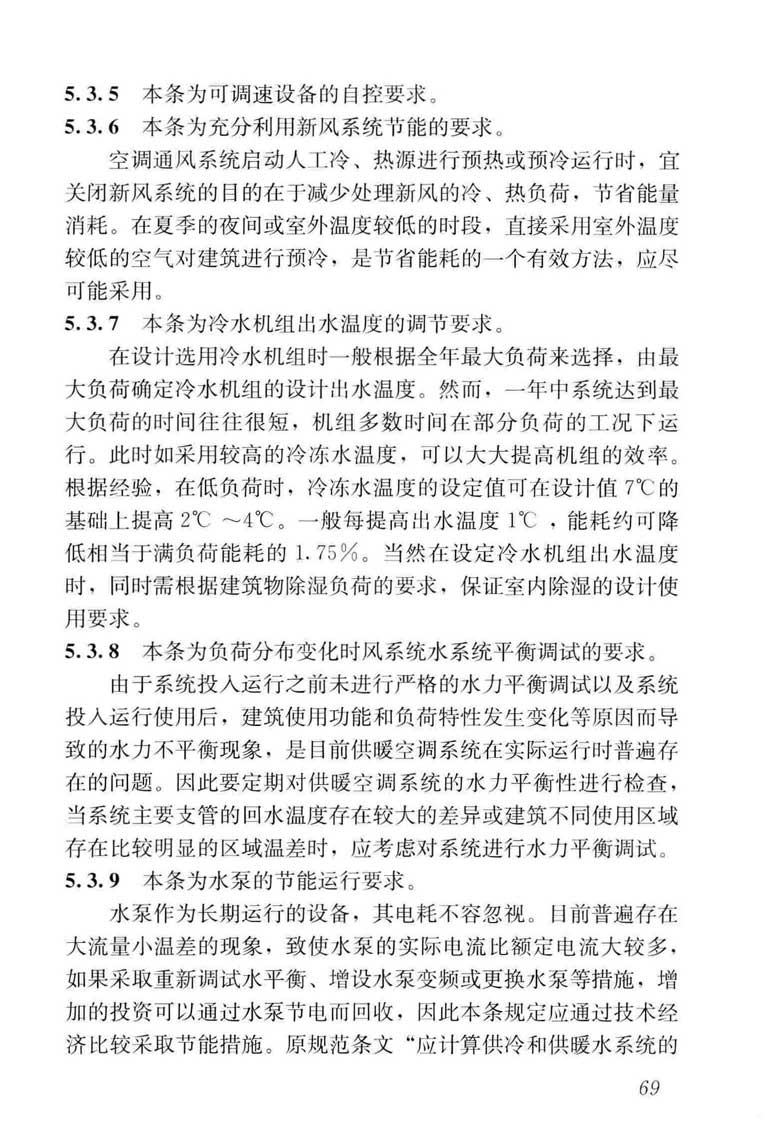 5.3.5 本条为可调速设备的自控要求。
5.3.6 本条为充分利用新风系统节能的要求。
空调通风系统启动人工冷、热源进行预热或预冷运行时，宜
关闭新风系统的目的在于减少处理新风的冷、热负荷，节省能量
消耗。在夏季的夜间或室外温度较低的时段，直接采用室外温度
较低的空气对建筑进行预冷，是节省能耗的一个有效方法，应尽
可能采用。
5.3.7 本条为冷水机组出水温度的调节要求。
在设计选用冷水机组时一般根据全年最大负荷来选择，由最
大负荷确定冷水机组的设计出水温度。然而，一年中系统达到最
大负荷的时间往往很短，机组多数时间在部分负荷的工况下运
行。此时如采用较高的冷冻水温度，可以大大提高机组的效率。
根据经验，在低负荷时，冷冻水温度的设定值可在设计值 7℃的
基础上提高 2℃ ～4℃。一般每提高出水温度 1℃ ，能耗约可降
低相当于满负荷能耗的 1.75%。当然在设定冷水机组出水温度
时，同时需根据建筑物除湿负荷的要求，保证室内除湿的设计使
用要求。
5.3.8 本条为负荷分布变化时风系统水系统平衡调试的要求。
由于系统投入运行之前未进行严格的水力平衡调试以及系统
投入运行使用后，建筑使用功能和负荷特性发生变化等原因而导
致的水力不平衡现象，是目前供暖空调系统在实际运行时普遍存
在的问题。因此要定期对供暖空调系统的水力平衡性进行检查，
当系统主要支管的回水温度存在较大的差异或建筑不同使用区域
存在比较明显的区域温差时，应考虑对系统进行水力平衡调试。
5.3.9 本条为水泵的节能运行要求。
水泵作为长期运行的设备，其电耗不容忽视。目前普遍存在
大流量小温差的现象，致使水泵的实际电流比额定电流大较多，
如果采取重新调试水平衡、增设水泵变频或更换水泵等措施，增
加的投资可以通过水泵节电而回收，因此本条规定应通过技术经
济比较采取节能措施。原规范条文“应计算供冷和供暖水系统的
69